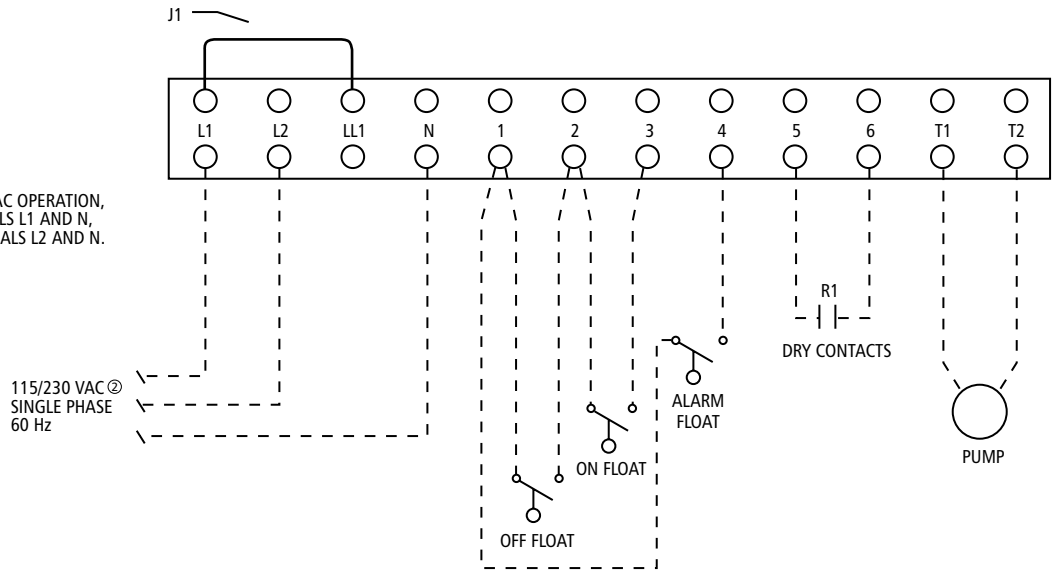 J1
L1 L2 LL1 N 1 2 3 4 5 6 T1 T2
AC OPERATION,
LS L1 AND N,
ALS L2 AND N.
R1
DRY CONTACTS
115/230 VAC ②
SINGLE PHASE
60 Hz
ALARM
FLOAT
ON FLOAT
OFF FLOAT
PUMP